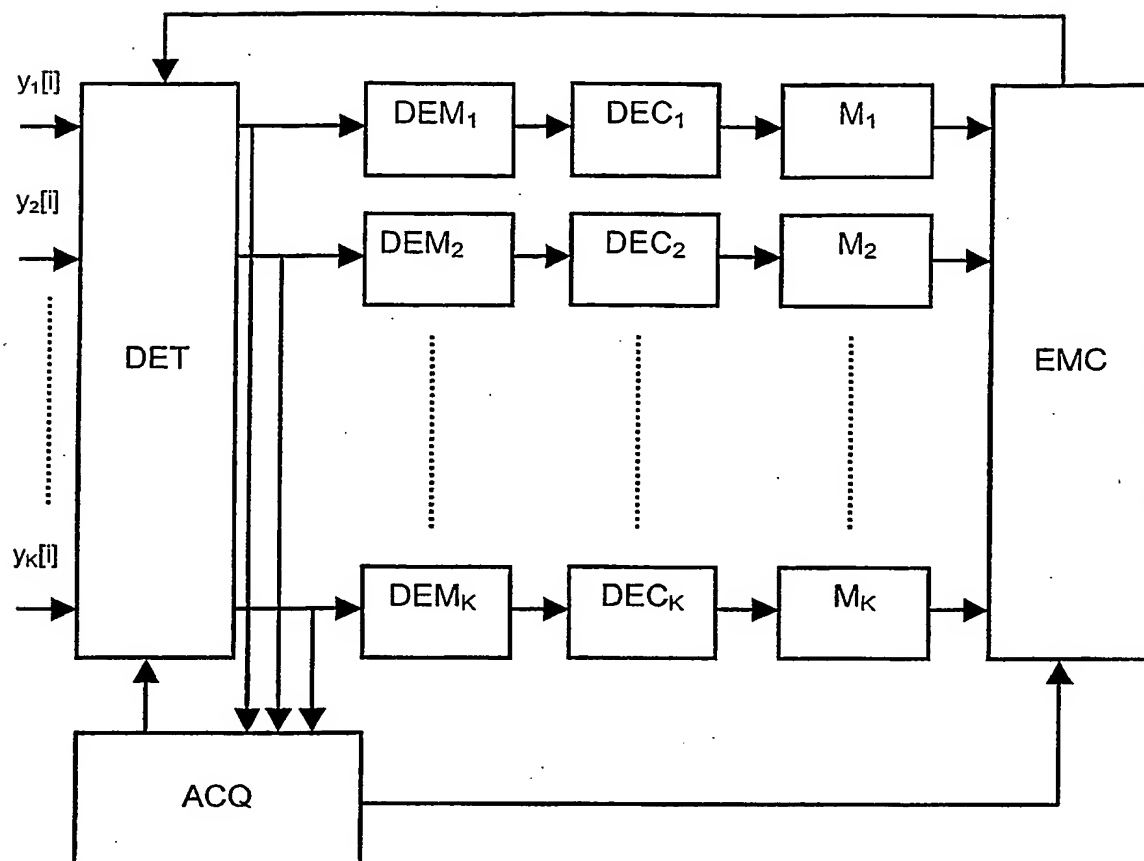 y₁[i]
DEM₁ DEC₁ M₁
y₂[i]
DEM₂ DEC₂ M₂
DET EMC
yK[i]
DEMK DECK MK
ACQ